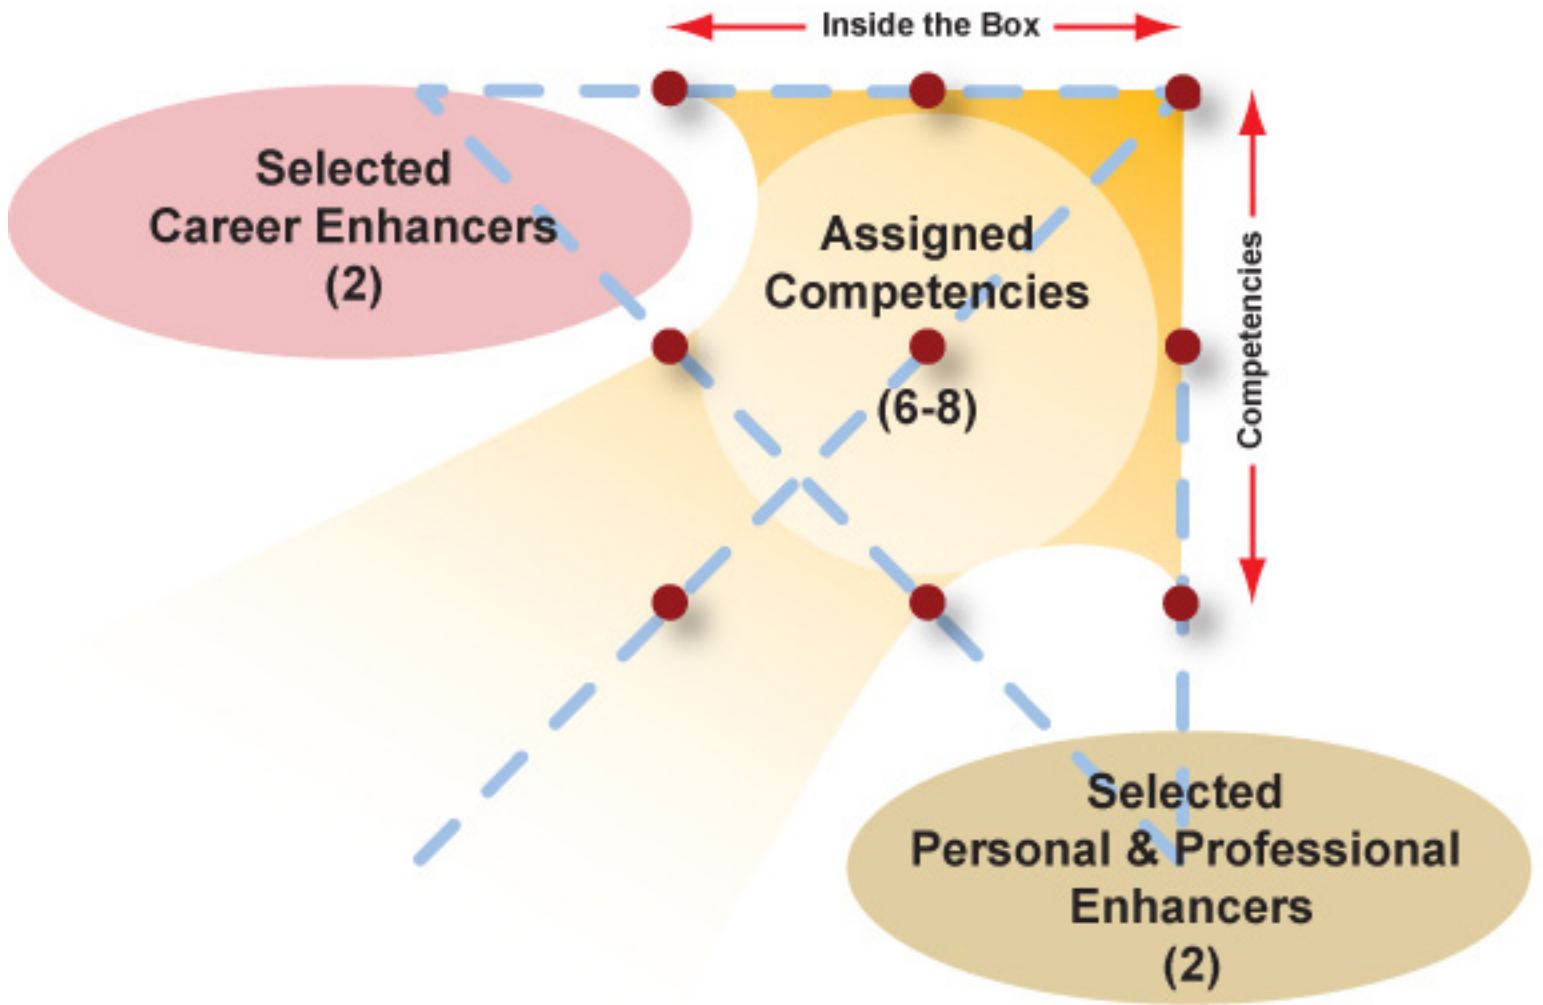 Inside the Box
Selected
Career Enhancers
(2)
Assigned
Competencies
(6-8)
Competencies
Selected
Personal & Professional
Enhancers
(2)